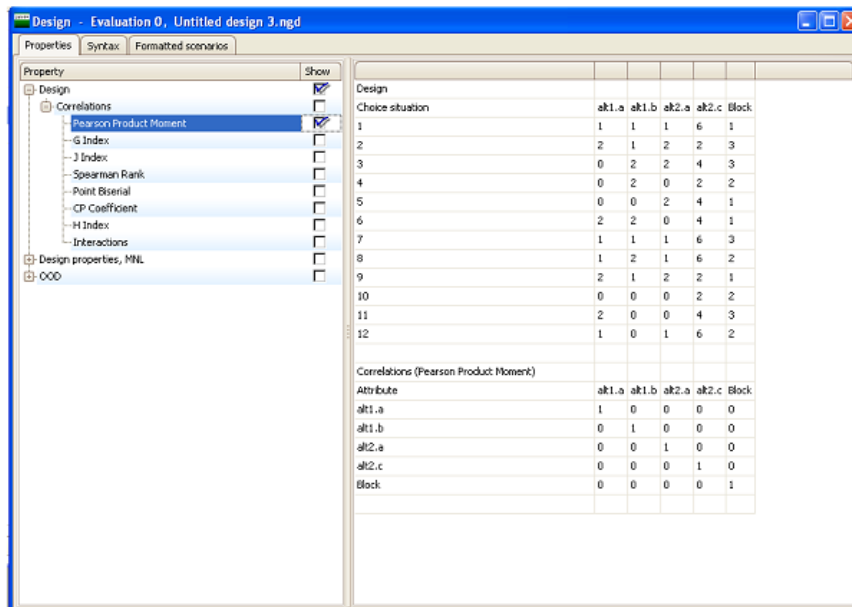 Design - Evaluation 0, Untitled design 3.ngd
Properties Syntax Formatted scenarios
Property Show
Design
Correlations
Pearson Product Moment
G Index
J Index
Spearman Rank
Point Biserial
CP Coefficient
H Index
Interactions
Design properties, MNL
OOD
Design
Choice situation alt1.a alt1.b alt2.a alt2.c Block
1 1 1 1 6 1
2 2 1 2 2 3
3 0 2 2 4 3
4 0 2 0 2 2
5 0 0 2 4 1
6 2 2 0 4 1
7 1 1 1 6 3
8 1 2 1 6 2
9 2 1 2 2 1
10 0 0 0 2 2
11 2 0 0 4 3
12 1 0 1 6 2
Correlations (Pearson Product Moment)
Attribute alt1.a alt1.b alt2.a alt2.c Block
alt1.a 1 0 0 0 0
alt1.b 0 1 0 0 0
alt2.a 0 0 1 0 0
alt2.c 0 0 0 1 0
Block 0 0 0 0 1